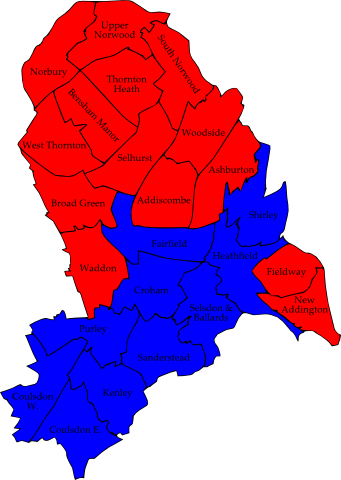 Upper
Norwood
South Norwood
Norbury
Thornton
Heath
Bensham Manor
Woodside
West Thornton
Selhurst
Ashburton
Addiscombe
Broad Green
Shirley
Fairfield
Heathfield
Waddon
Fieldway
Croham
New
Addington
Selsdon &
Ballards
Purley
Sanderstead
Kenley
Coulsdon
W.
Coulsdon E.